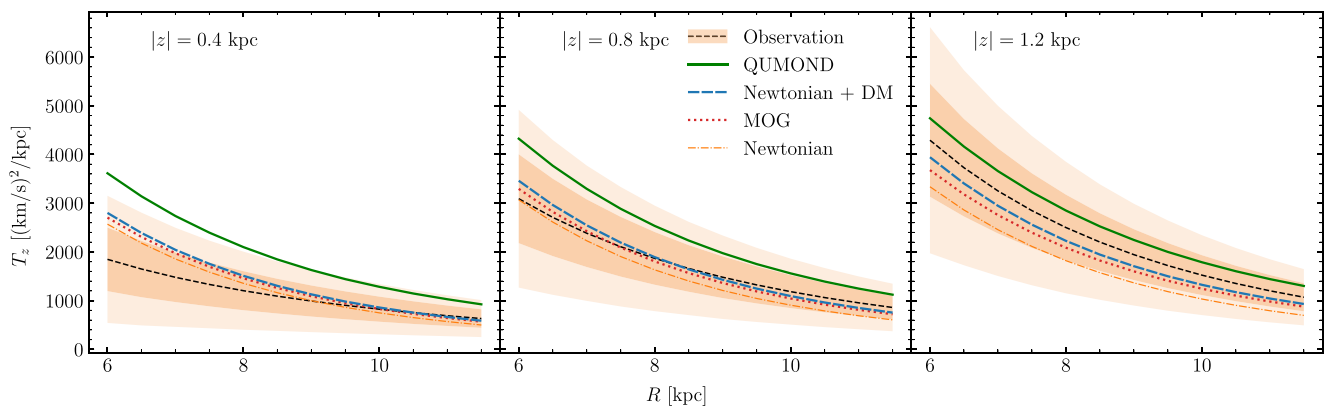 |z| = 0.4 kpc
|z| = 0.8 kpc
|z| = 1.2 kpc
Observation
QUMOND
Newtonian + DM
MOG
Newtonian
T_z [(km/s)^2/kpc]
6000
5000
4000
3000
2000
1000
0
6 8 10 6 8 10 6 8 10
R [kpc]